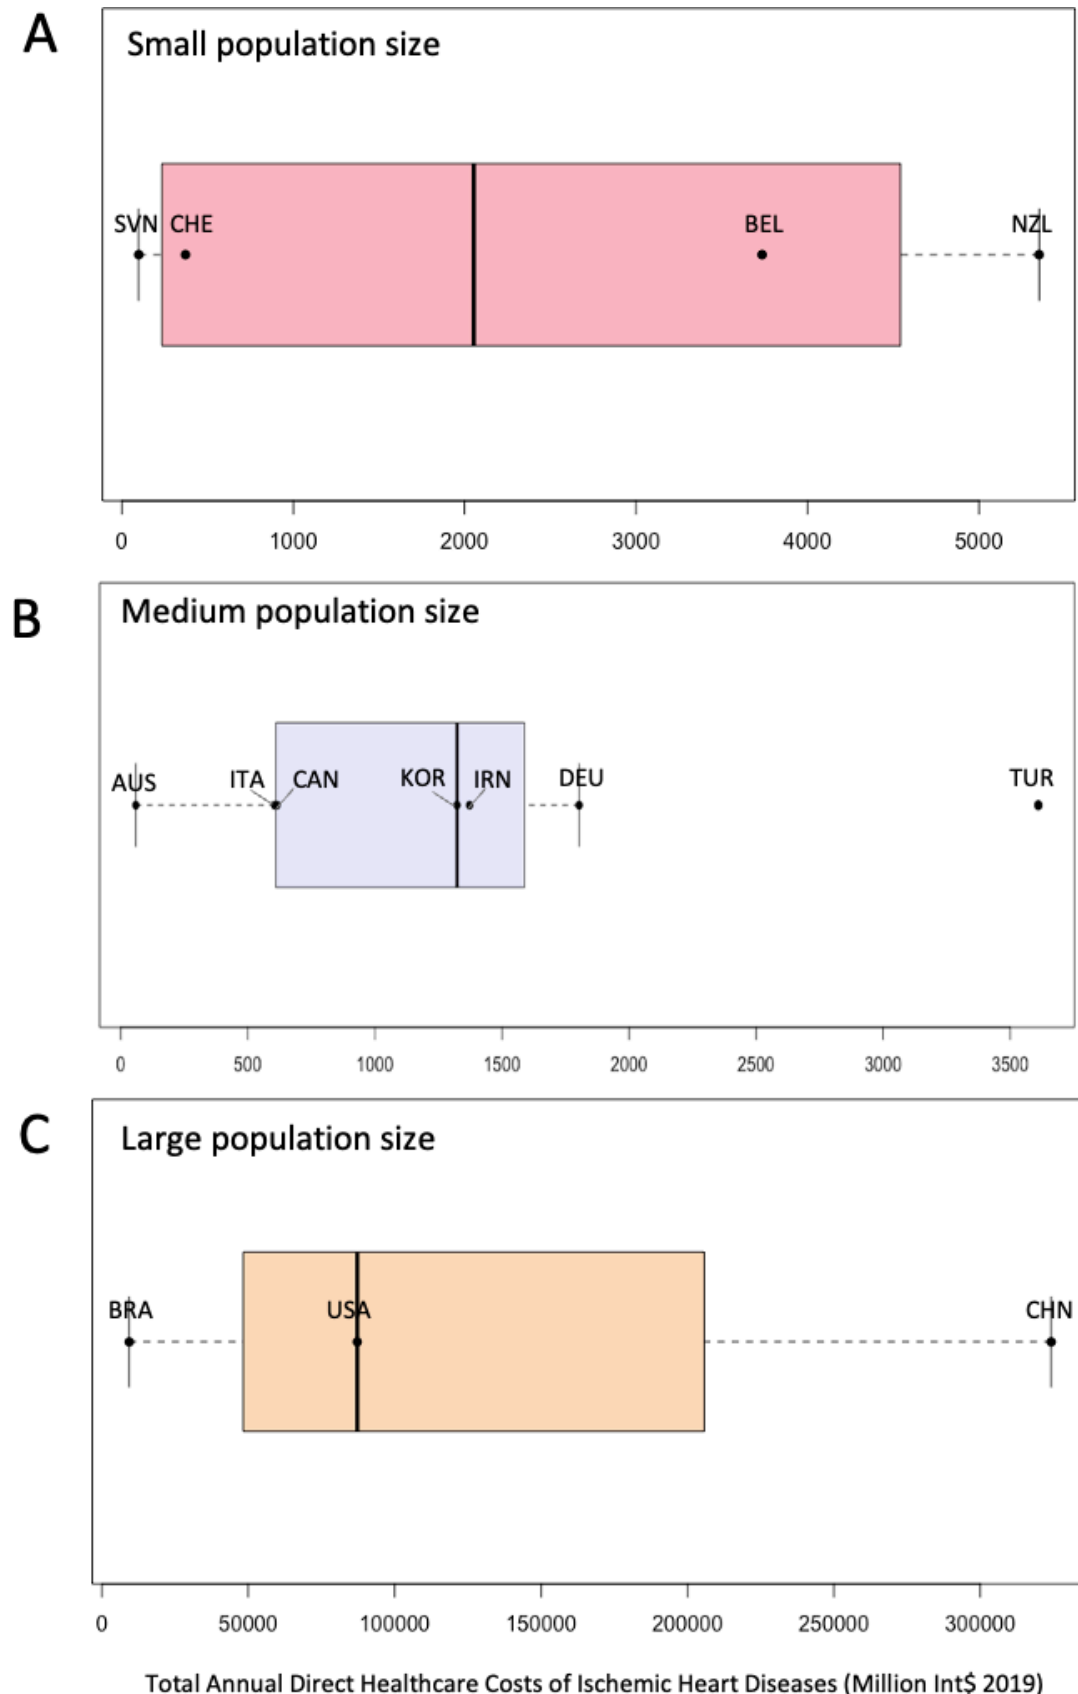 A
Small population size
SVN CHE BEL NZL
0 1000 2000 3000 4000 5000
B
Medium population size
AUS ITA CAN KOR IRN DEU TUR
0 500 1000 1500 2000 2500 3000 3500
C
Large population size
BRA USA CHN
0 50000 100000 150000 200000 250000 300000
Total Annual Direct Healthcare Costs of Ischemic Heart Diseases (Million Int$ 2019)